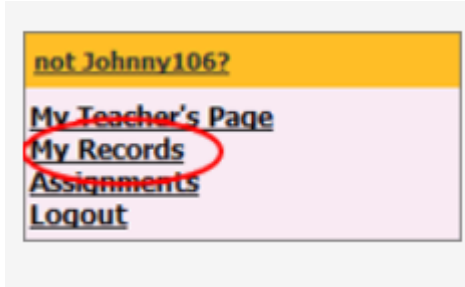 not Johnny106?
My Teacher's Page
My Records
Assignments
Logout